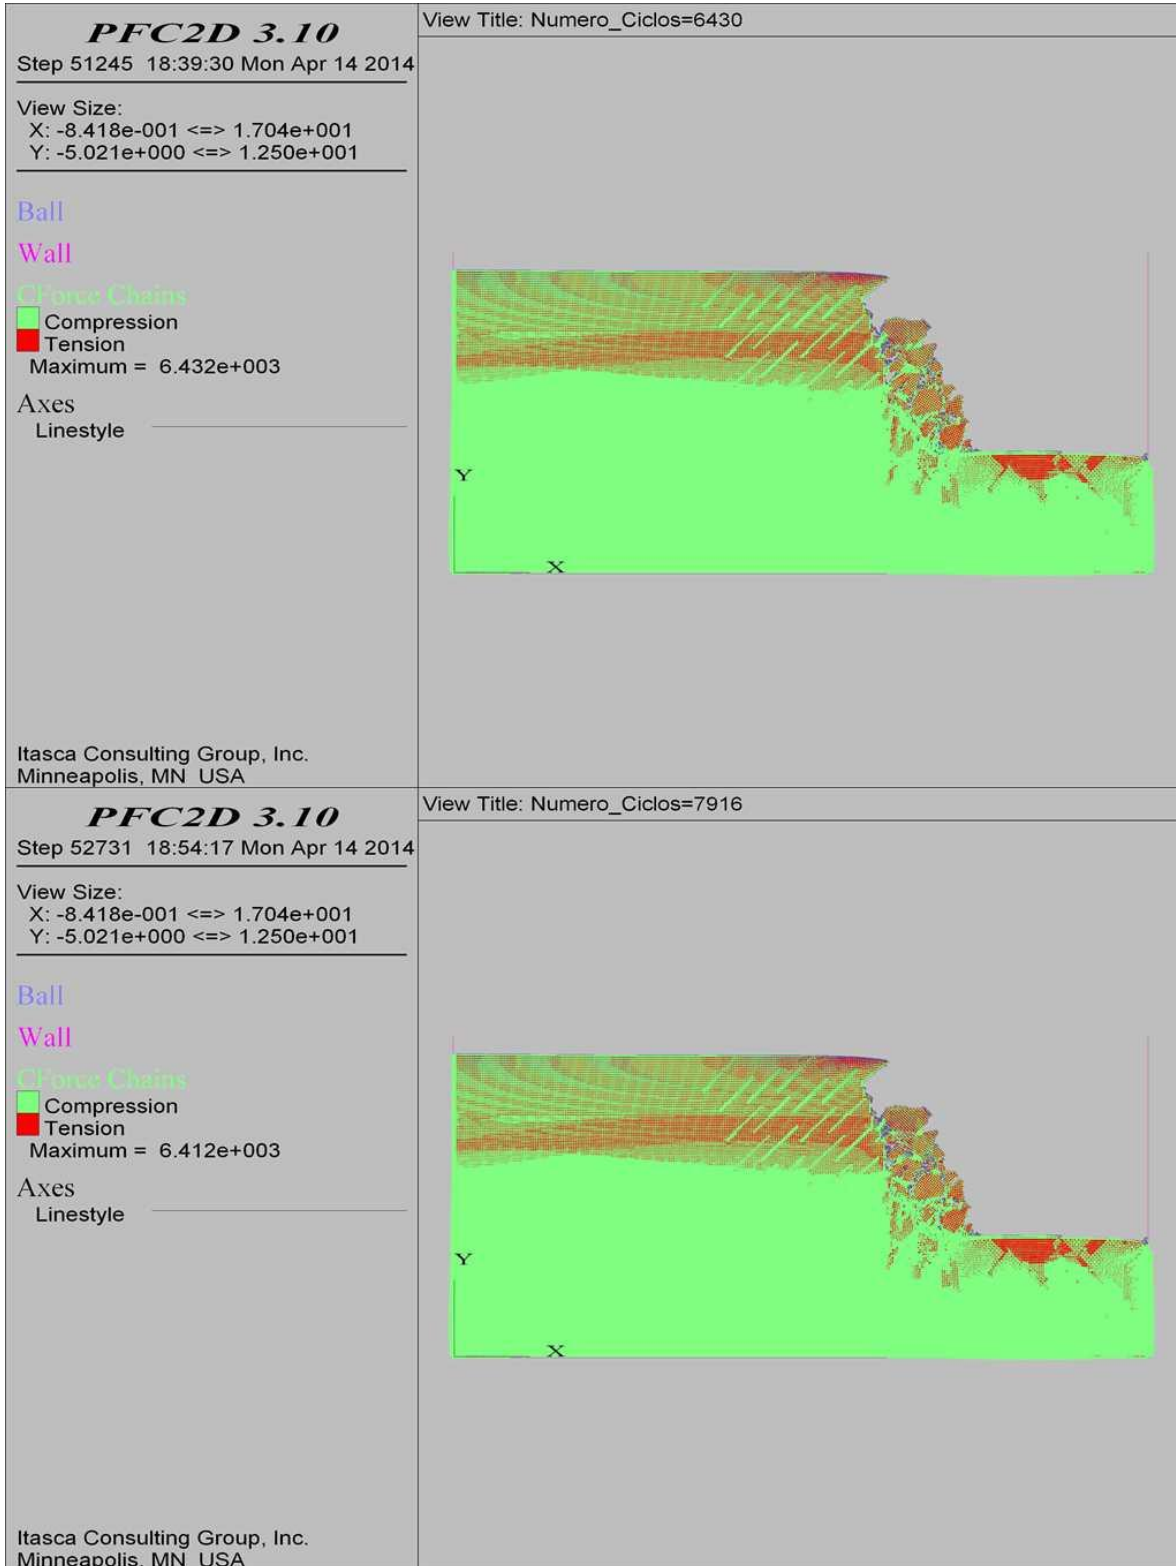 PFC2D 3.10
Step 51245 18:39:30 Mon Apr 14 2014
View Size:
X: -8.418e-001 <=> 1.704e+001
Y: -5.021e+000 <=> 1.250e+001
Ball
Wall
CForce Chains
Compression
Tension
Maximum = 6.432e+003
Axes
Linestyle
Itasca Consulting Group, Inc.
Minneapolis, MN USA
View Title: Numero_Ciclos=6430
Y
X
PFC2D 3.10
Step 52731 18:54:17 Mon Apr 14 2014
View Size:
X: -8.418e-001 <=> 1.704e+001
Y: -5.021e+000 <=> 1.250e+001
Ball
Wall
CForce Chains
Compression
Tension
Maximum = 6.412e+003
Axes
Linestyle
Itasca Consulting Group, Inc.
Minneapolis, MN USA
View Title: Numero_Ciclos=7916
Y
X